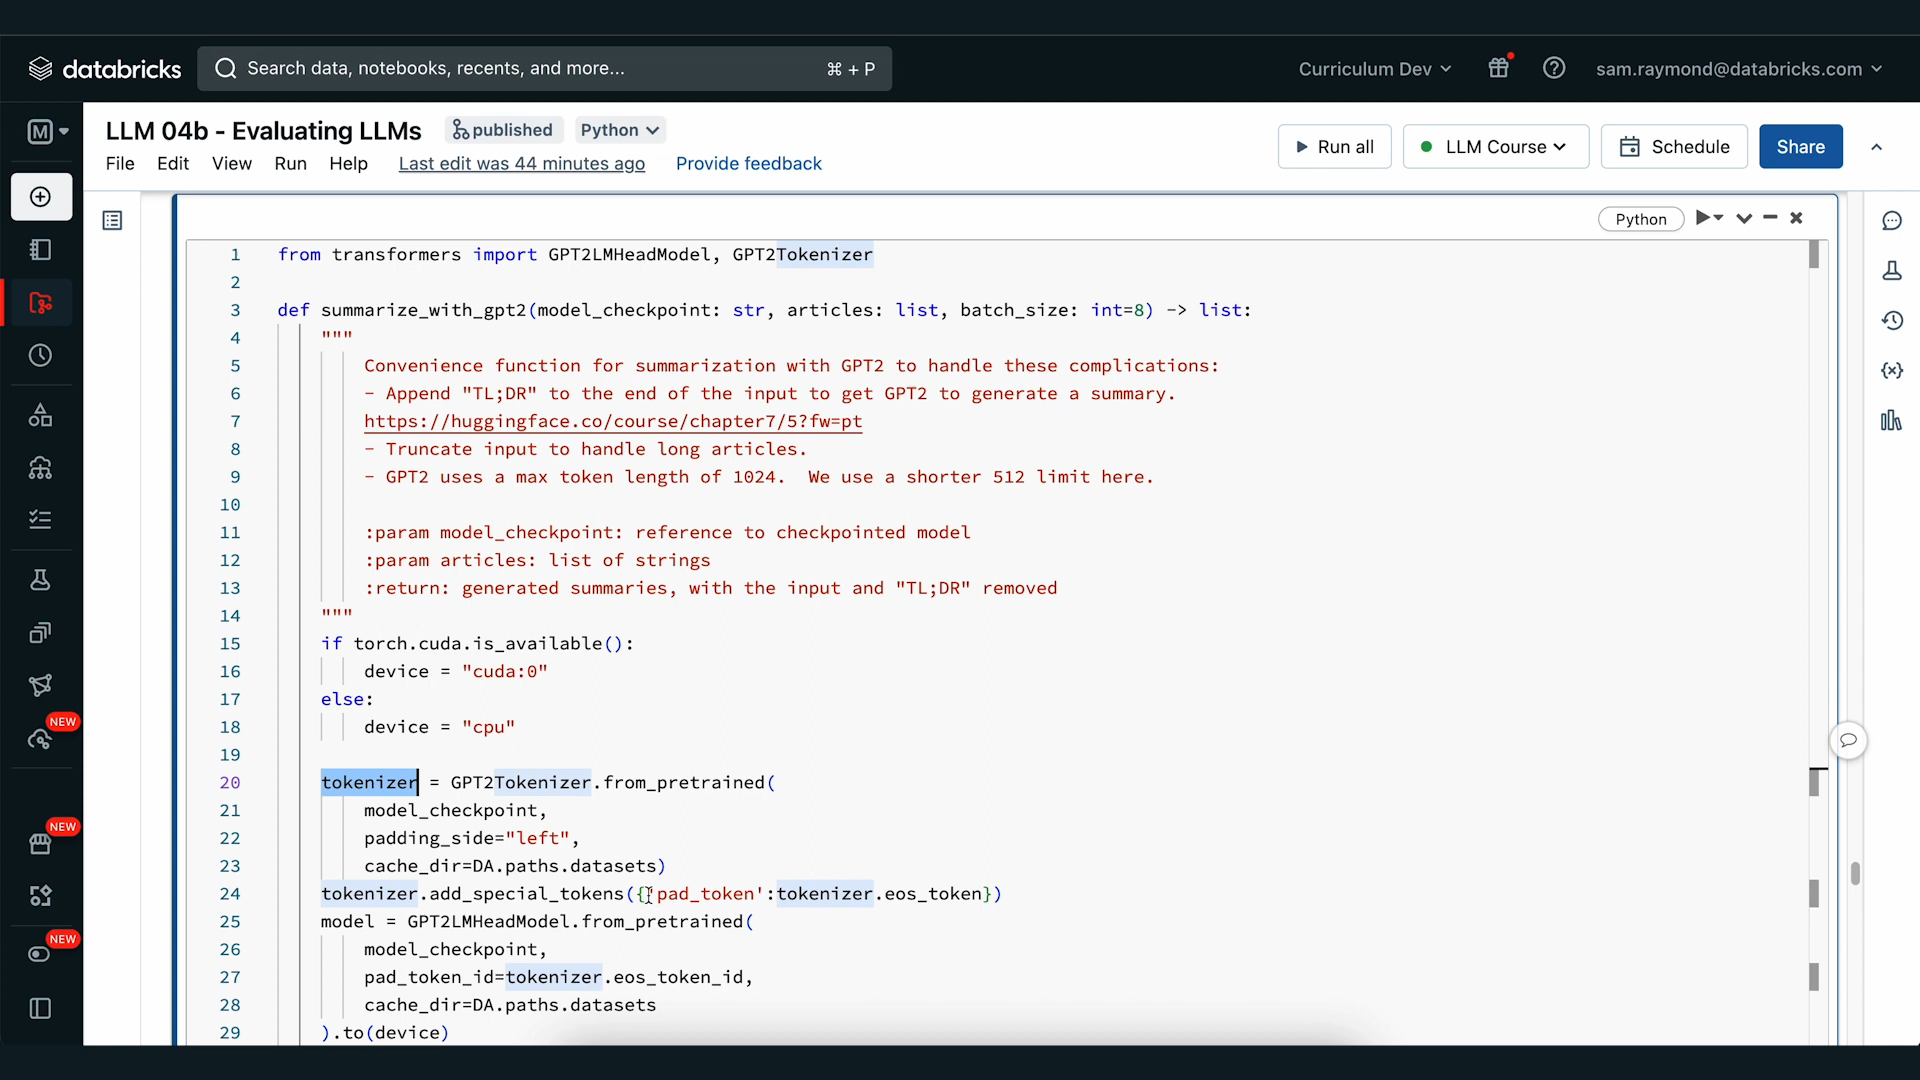 databricks
Search data, notebooks, recents, and more...
⌘ + P
Curriculum Dev
sam.raymond@databricks.com
M
LLM 04b - Evaluating LLMs
published
Python
File Edit View Run Help Last edit was 44 minutes ago Provide feedback
Run all
LLM Course
Schedule
Share
Python
1 from transformers import GPT2LMHeadModel, GPT2Tokenizer
2
3 def summarize_with_gpt2(model_checkpoint: str, articles: list, batch_size: int=8) -> list:
4 """
5 Convenience function for summarization with GPT2 to handle these complications:
6 - Append "TL;DR" to the end of the input to get GPT2 to generate a summary.
7 https://huggingface.co/course/chapter7/5?fw=pt
8 - Truncate input to handle long articles.
9 - GPT2 uses a max token length of 1024.  We use a shorter 512 limit here.
10
11 :param model_checkpoint: reference to checkpointed model
12 :param articles: list of strings
13 :return: generated summaries, with the input and "TL;DR" removed
14 """
15 if torch.cuda.is_available():
16 device = "cuda:0"
17 else:
18 device = "cpu"
19
20 tokenizer = GPT2Tokenizer.from_pretrained(
21 model_checkpoint,
22 padding_side="left",
23 cache_dir=DA.paths.datasets)
24 tokenizer.add_special_tokens({'pad_token':tokenizer.eos_token})
25 model = GPT2LMHeadModel.from_pretrained(
26 model_checkpoint,
27 pad_token_id=tokenizer.eos_token_id,
28 cache_dir=DA.paths.datasets
29 ).to(device)
NEW
NEW
NEW